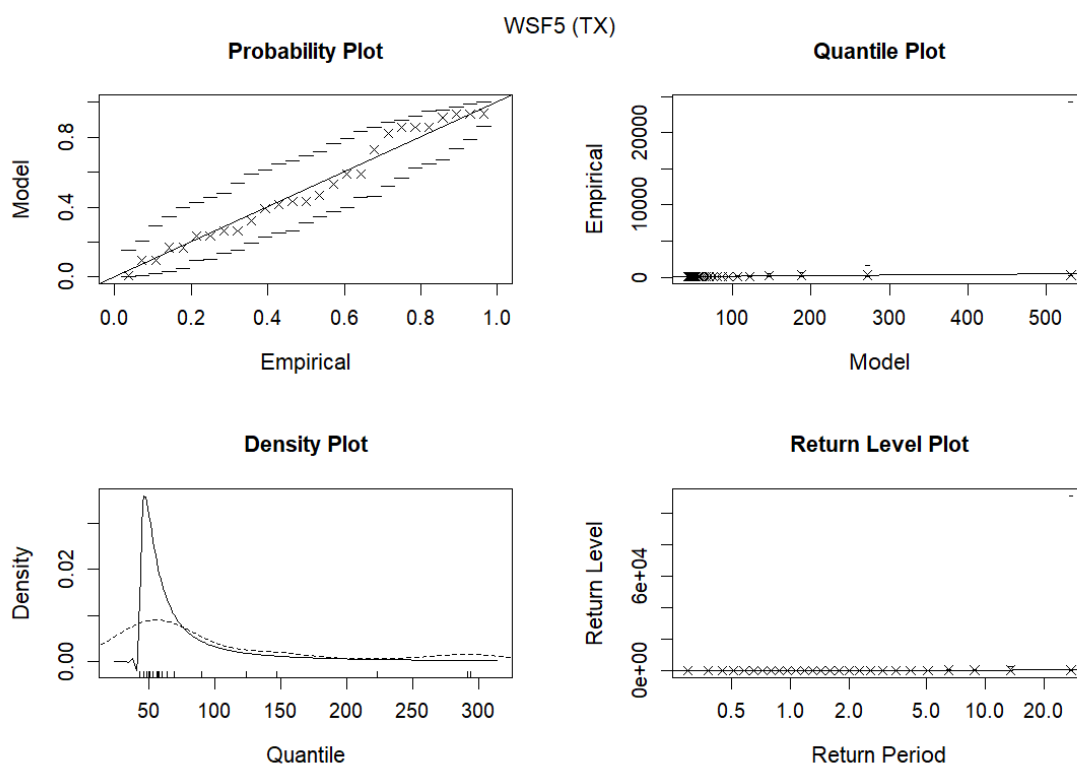 WSF5 (TX)
Probability Plot
Model
0.0 0.4 0.8
0.0 0.2 0.4 0.6 0.8 1.0
Empirical
Quantile Plot
Empirical
0 10000 20000
100 200 300 400 500
Model
Density Plot
Density
0.00 0.02
50 100 150 200 250 300
Quantile
Return Level Plot
Return Level
0e+00 6e+04
0.5 1.0 2.0 5.0 10.0 20.0
Return Period